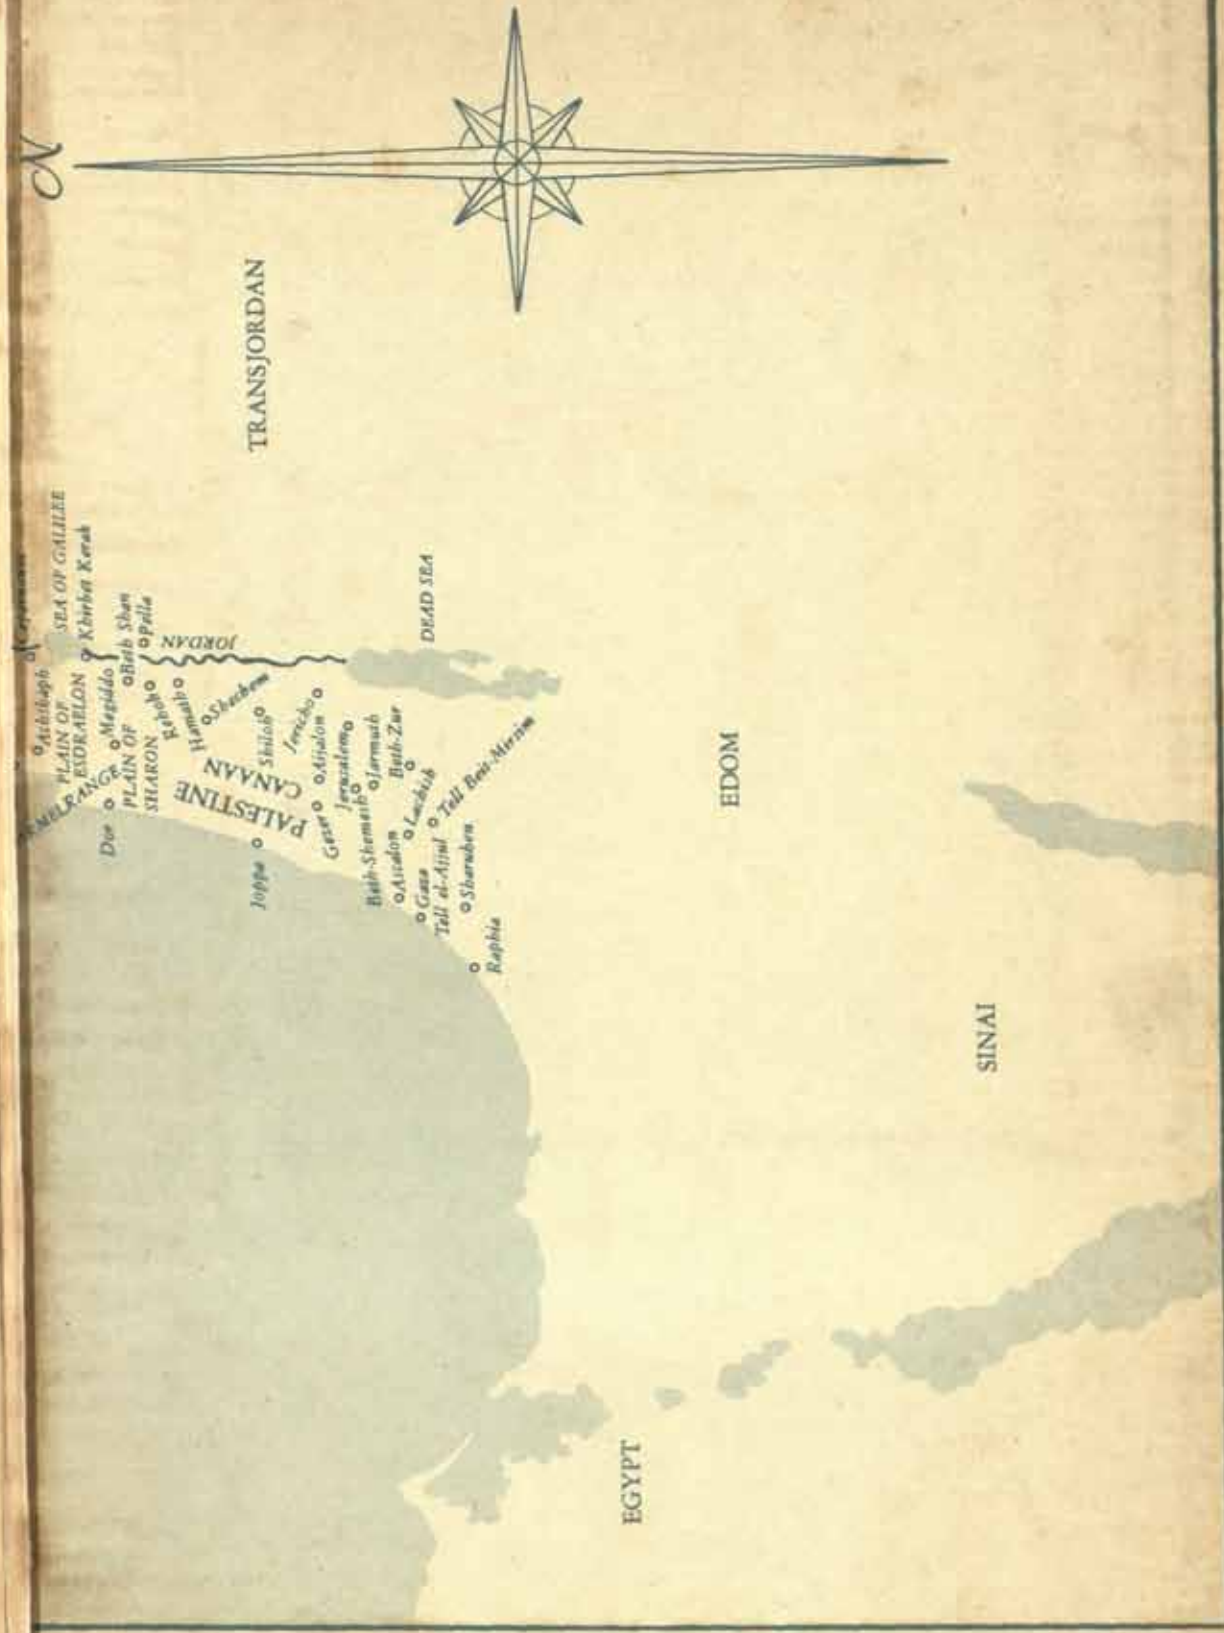 N
TRANSJORDAN
SEA OF GALILEE
Khirbet Kerak
Beth Shan
Pella
JORDAN
DEAD SEA
Achshaph
PLAIN OF
ESDRAELON
Megiddo
PLAIN OF
SHARON
Rehob
Hamath
Shechem
Dor
PALESTINE
CANAAN
Shiloh
Joppa
Jericho
Aijalon
Gezer
Jerusalem
Jarmuth
Beth-Shemesh
Beth-Zur
Ascalon
Lachish
Gaza
Tell el-Ajjul
Tell Beit-Mirsim
Sharuhen
Raphia
EDOM
SINAI
EGYPT